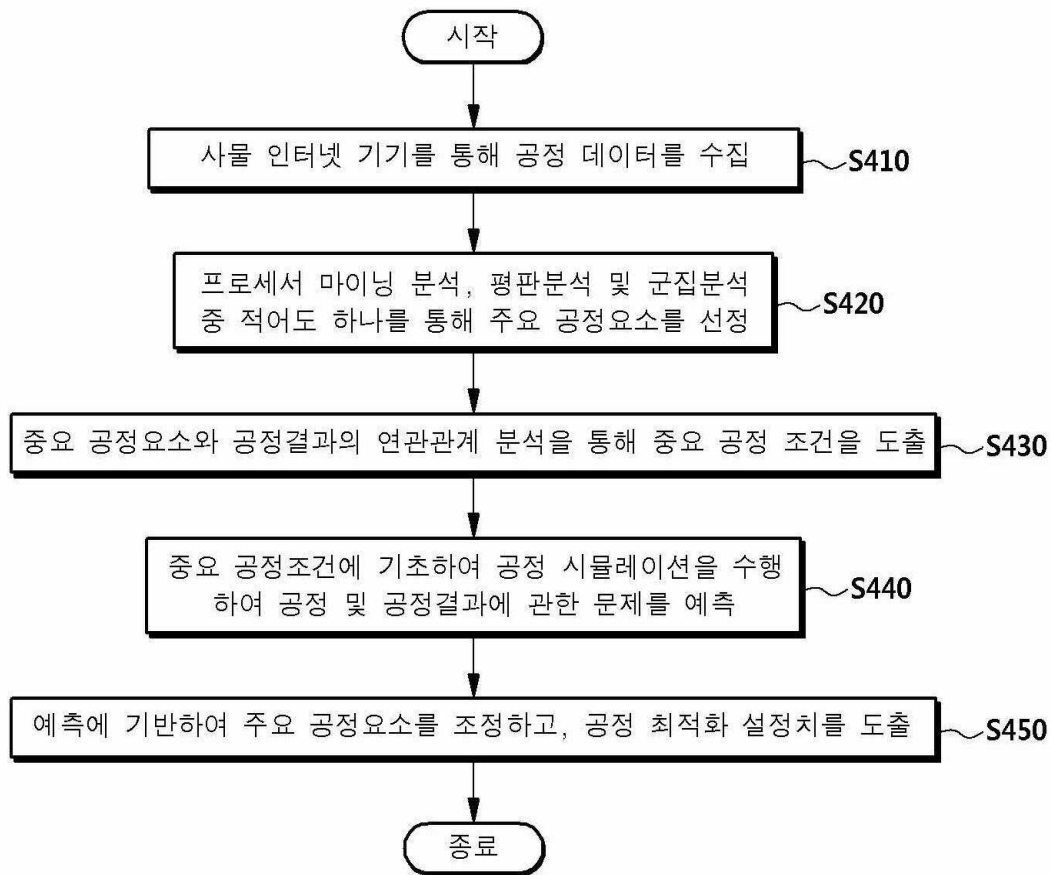 시작
사물 인터넷 기기를 통해 공정 데이터를 수집
S410
프로세서 마이닝 분석, 평판분석 및 군집분석
중 적어도 하나를 통해 주요 공정요소를 선정
S420
중요 공정요소와 공정결과의 연관관계 분석을 통해 중요 공정 조건을 도출
S430
중요 공정조건에 기초하여 공정 시뮬레이션을 수행
하여 공정 및 공정결과에 관한 문제를 예측
S440
예측에 기반하여 주요 공정요소를 조정하고, 공정 최적화 설정치를 도출
S450
종료